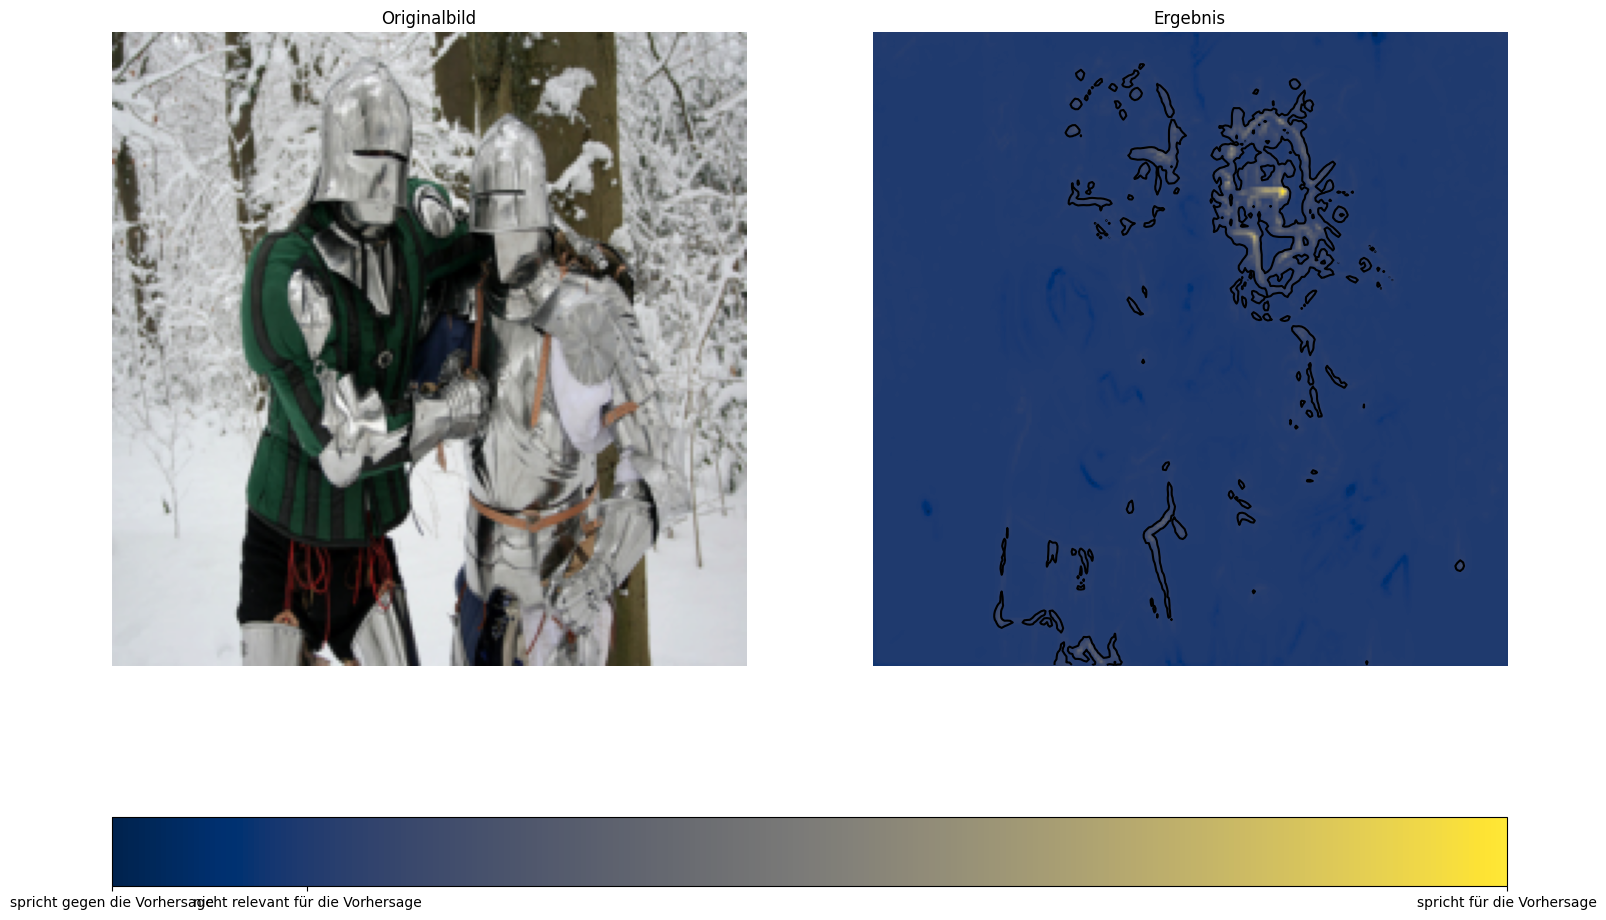 Originalbild
Ergebnis
spricht gegen die Vorhersage
nicht relevant für die Vorhersage
spricht für die Vorhersage